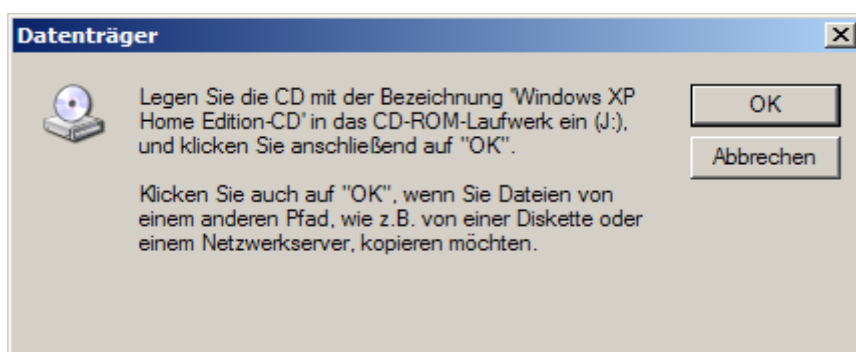 Datenträger
Legen Sie die CD mit der Bezeichnung 'Windows XP
Home Edition-CD' in das CD-ROM-Laufwerk ein (J:),
und klicken Sie anschließend auf "OK".
Klicken Sie auch auf "OK", wenn Sie Dateien von
einem anderen Pfad, wie z.B. von einer Diskette oder
einem Netzwerkserver, kopieren möchten.
OK
Abbrechen